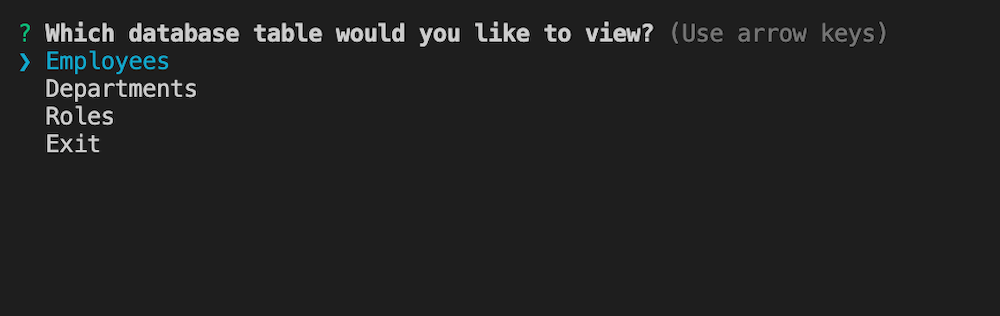 ? Which database table would you like to view? (Use arrow keys)
❯ Employees
Departments
Roles
Exit